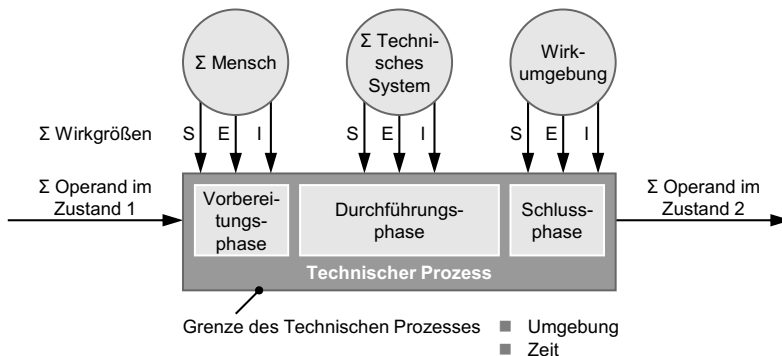 Σ Mensch
Σ Techni-
sches
System
Wirk-
umgebung
Σ Wirkgrößen
S E I
S E I
S E I
Σ Operand im
Zustand 1
Vorberei-
tungs-
phase
Durchführungs-
phase
Schluss-
phase
Σ Operand im
Zustand 2
Technischer Prozess
Grenze des Technischen Prozesses
Umgebung
Zeit